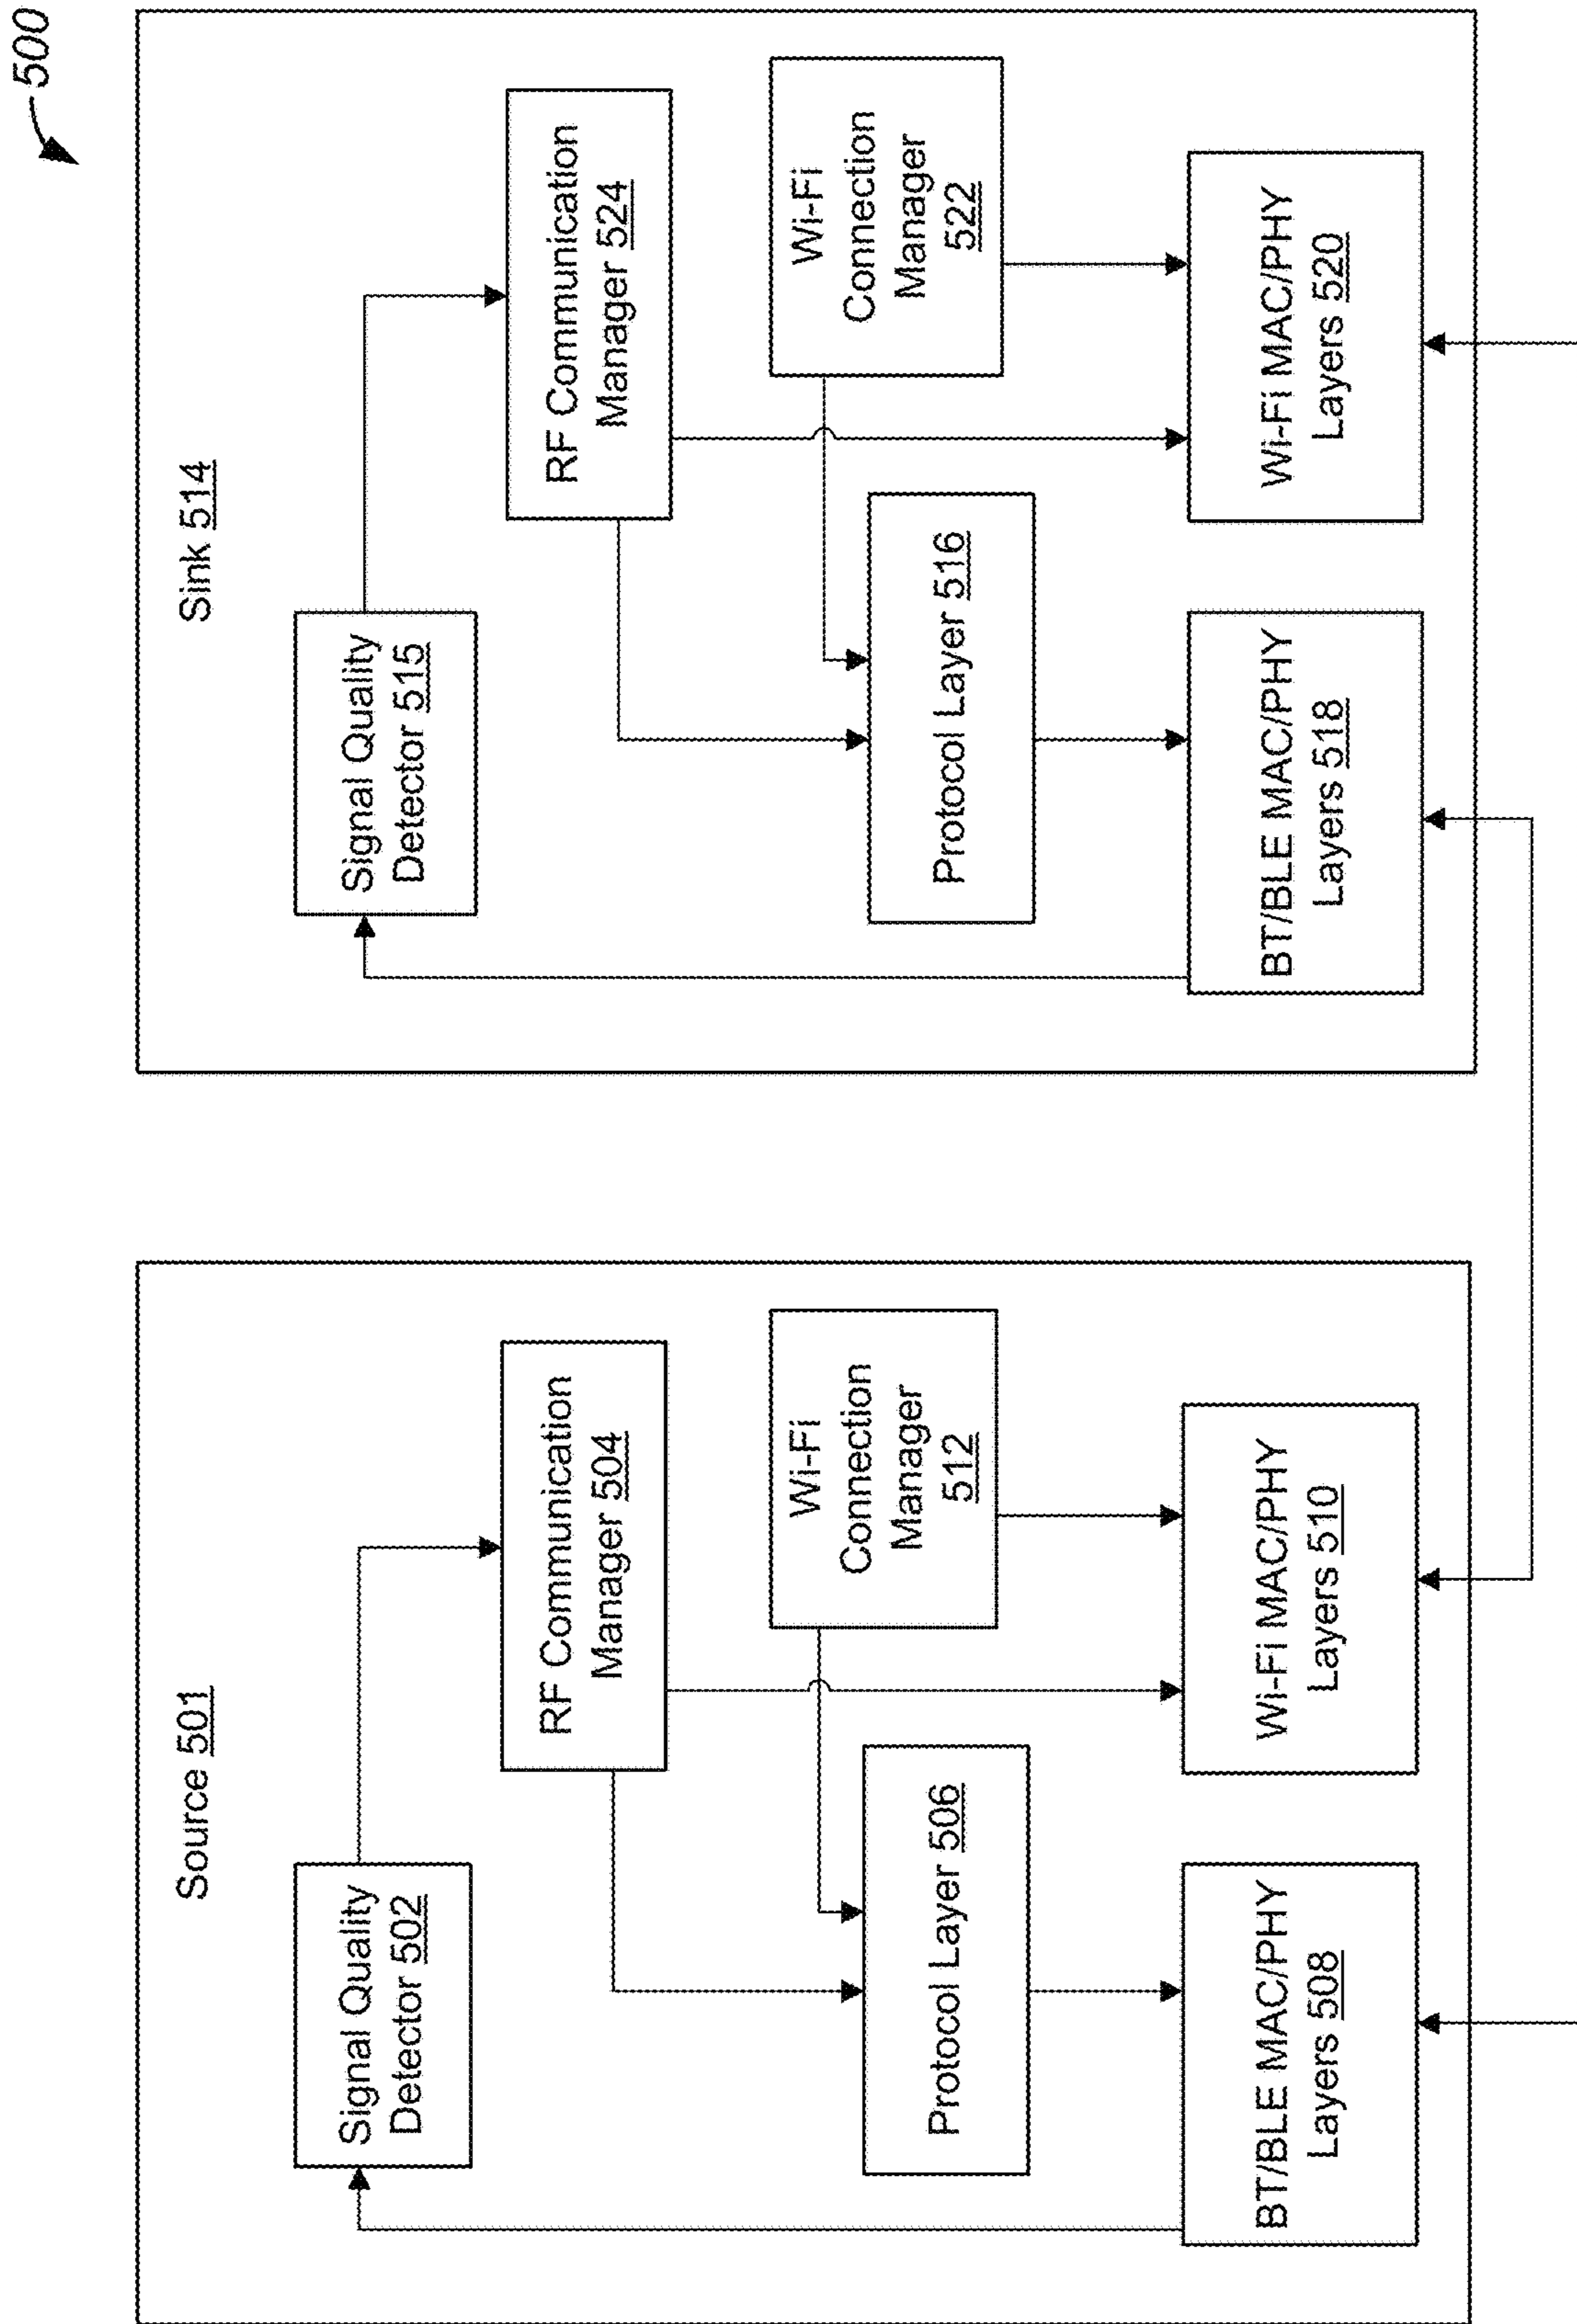 500
Source 501
Signal Quality
Detector 502
RF Communication
Manager 504
Wi-Fi
Connection
Manager
512
Protocol Layer 506
BT/BLE MAC/PHY
Layers 508
Wi-Fi MAC/PHY
Layers 510
Sink 514
Signal Quality
Detector 515
RF Communication
Manager 524
Wi-Fi
Connection
Manager
522
Protocol Layer 516
BT/BLE MAC/PHY
Layers 518
Wi-Fi MAC/PHY
Layers 520